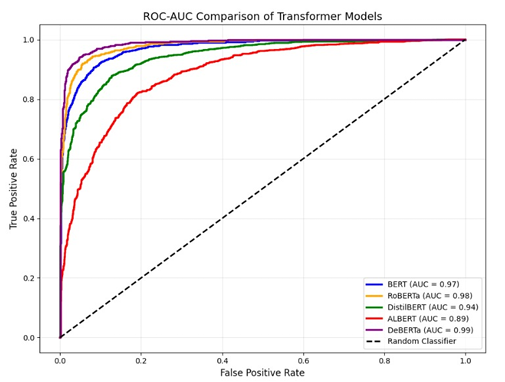 ROC-AUC Comparison of Transformer Models
True Positive Rate
1.0
0.8
0.6
0.4
0.2
0.0
BERT (AUC = 0.97)
RoBERTa (AUC = 0.98)
DistilBERT (AUC = 0.94)
ALBERT (AUC = 0.89)
DeBERTa (AUC = 0.99)
Random Classifier
0.0 0.2 0.4 0.6 0.8 1.0
False Positive Rate